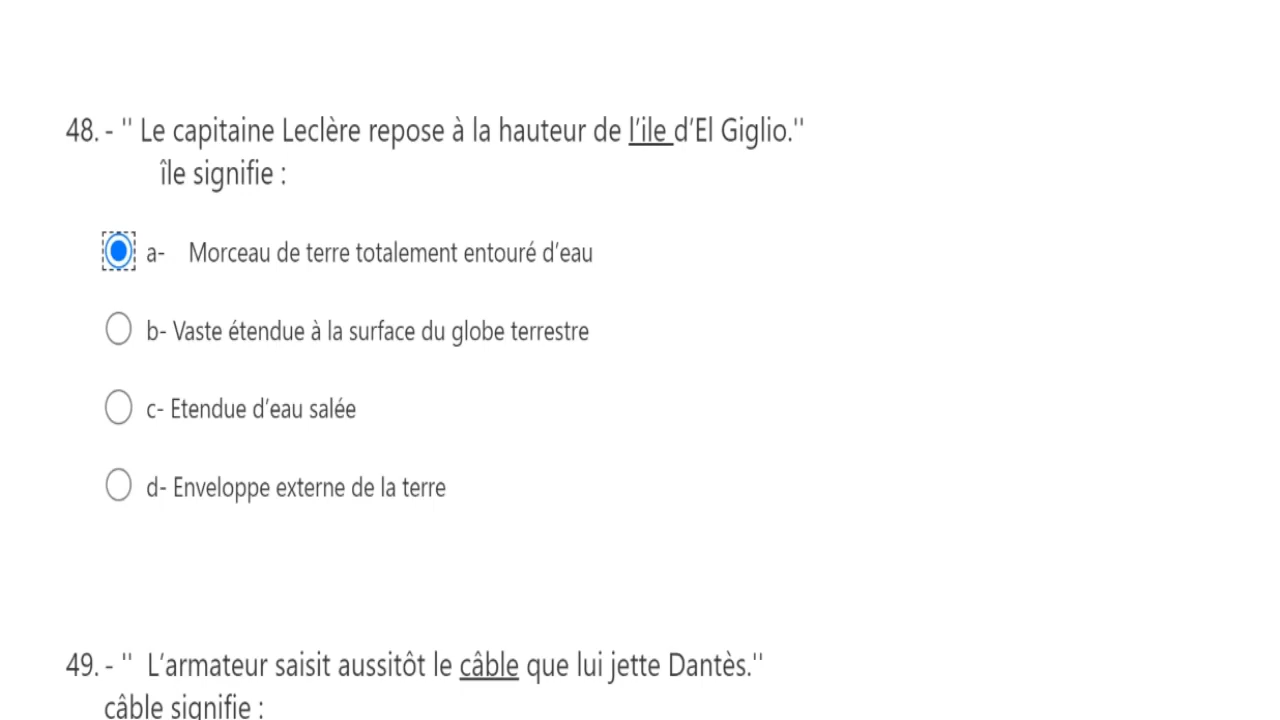 48. - " Le capitaine Leclère repose à la hauteur de l'ile d'El Giglio."
île signifie :
a- Morceau de terre totalement entouré d'eau
b- Vaste étendue à la surface du globe terrestre
c- Etendue d'eau salée
d- Enveloppe externe de la terre
49. - " L'armateur saisit aussitôt le câble que lui jette Dantès."
câble signifie :